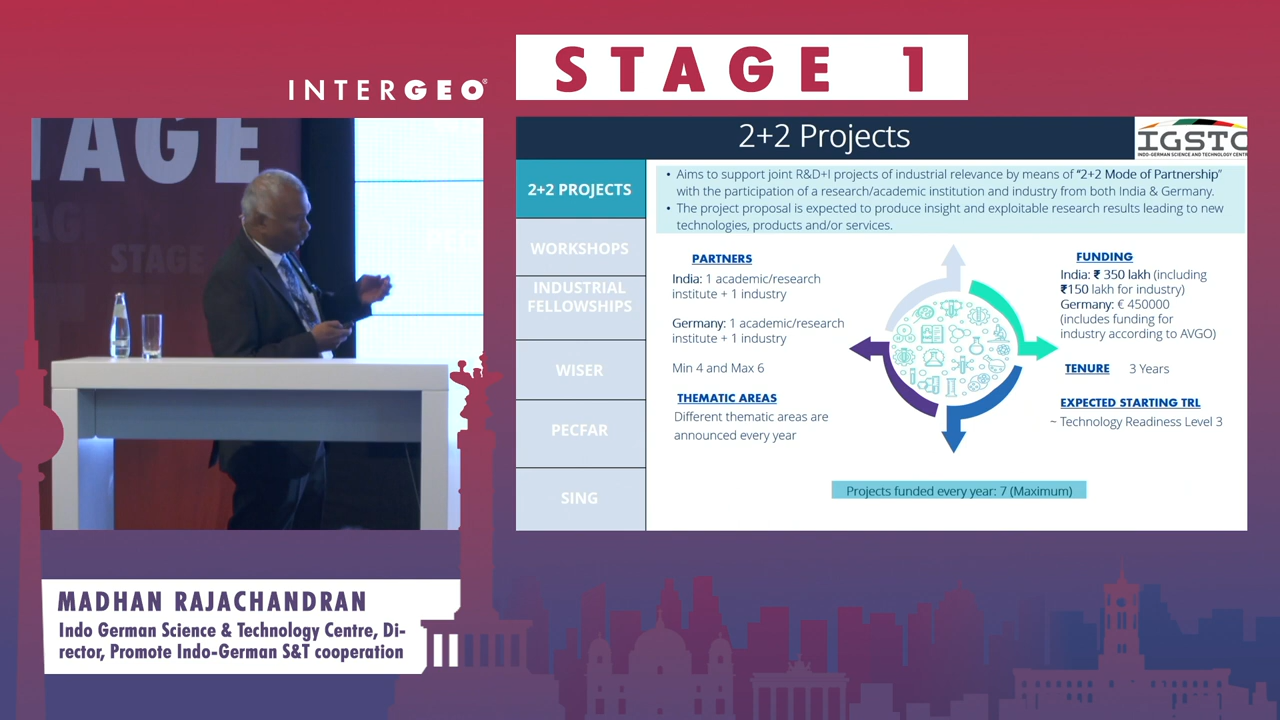 INTERGEO®
STAGE 1
TAGE
STAGE
2+2 Projects
IGSTC
INDO-GERMAN SCIENCE AND TECHNOLOGY CENTR
2+2 PROJECTS
WORKSHOPS
INDUSTRIAL
FELLOWSHIPS
WISER
PECFAR
SING
• Aims to support joint R&D+I projects of industrial relevance by means of “2+2 Mode of Partnership”
with the participation of a research/academic institution and industry from both India & Germany.
• The project proposal is expected to produce insight and exploitable research results leading to new
technologies, products and/or services.
PARTNERS
India: 1 academic/research
institute + 1 industry
Germany: 1 academic/research
institute + 1 industry
Min 4 and Max 6
THEMATIC AREAS
Different thematic areas are
announced every year
FUNDING
India: ₹ 350 lakh (including
₹150 lakh for industry)
Germany: € 450000
(includes funding for
industry according to AVGO)
TENURE 3 Years
EXPECTED STARTING TRL
~ Technology Readiness Level 3
Projects funded every year: 7 (Maximum)
MADHAN RAJACHANDRAN
Indo German Science & Technology Centre, Di-
rector, Promote Indo-German S&T cooperation